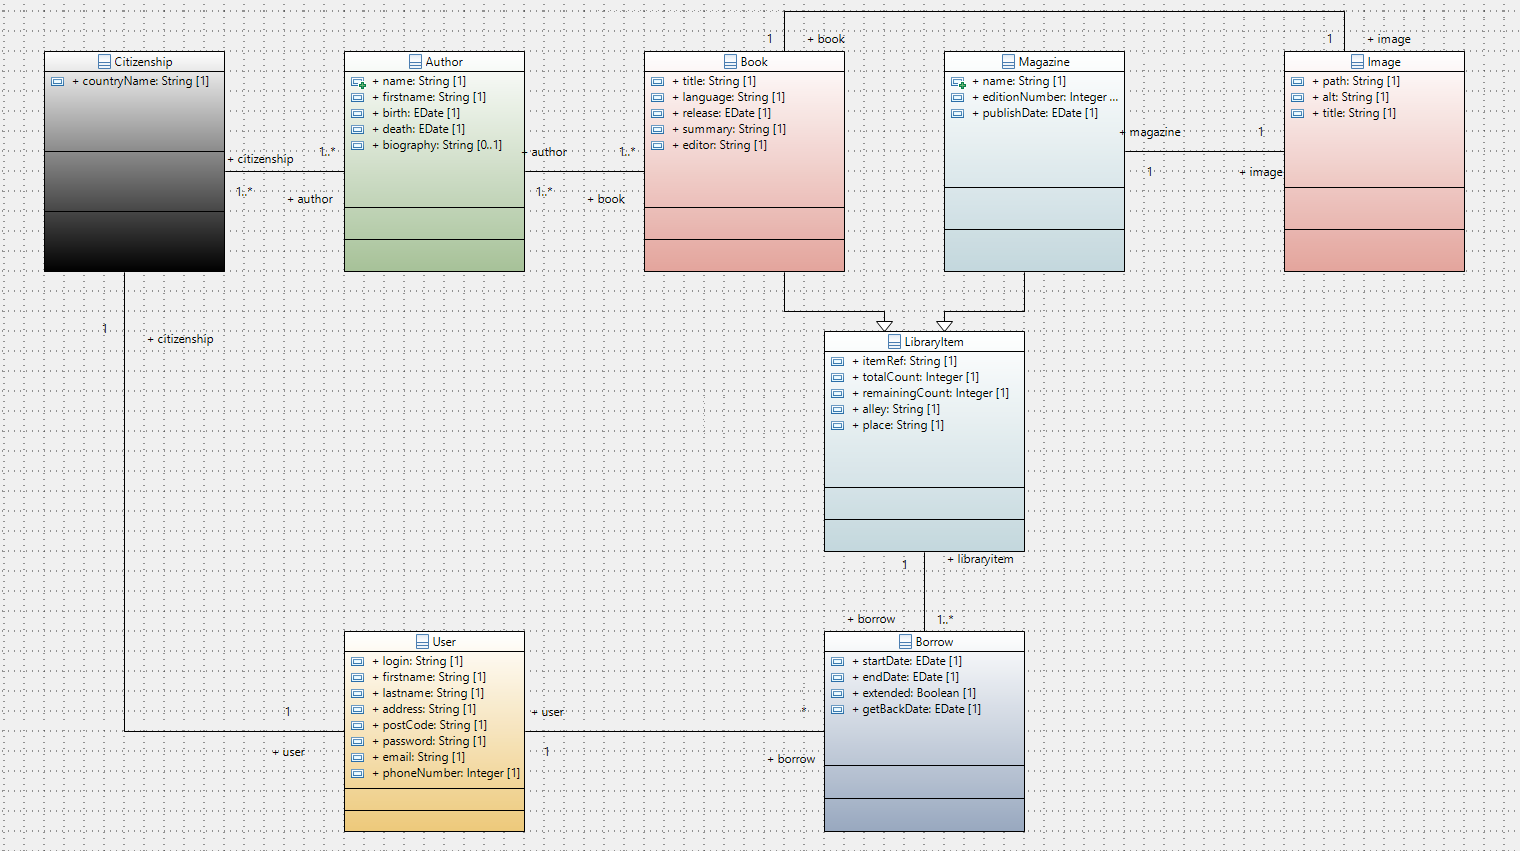 1
+ book
1
+ image
Citizenship
+ countryName: String [1]
Author
+ name: String [1]
+ firstname: String [1]
+ birth: EDate [1]
+ death: EDate [1]
+ biography: String [0..1]
Book
+ title: String [1]
+ language: String [1]
+ release: EDate [1]
+ summary: String [1]
+ editor: String [1]
Magazine
+ name: String [1]
+ editionNumber: Integer ...
+ publishDate: EDate [1]
Image
+ path: String [1]
+ alt: String [1]
+ title: String [1]
+ citizenship
1..*
1..*
+ author
+ author
1..*
1..*
+ book
+ magazine
1
1
+ image
1
+ citizenship
LibraryItem
+ itemRef: String [1]
+ totalCount: Integer [1]
+ remainingCount: Integer [1]
+ alley: String [1]
+ place: String [1]
1
+ libraryitem
+ borrow
1..*
User
+ login: String [1]
+ firstname: String [1]
+ lastname: String [1]
+ address: String [1]
+ postCode: String [1]
+ password: String [1]
+ email: String [1]
+ phoneNumber: Integer [1]
Borrow
+ startDate: EDate [1]
+ endDate: EDate [1]
+ extended: Boolean [1]
+ getBackDate: EDate [1]
1
+ user
+ user
*
1
+ borrow